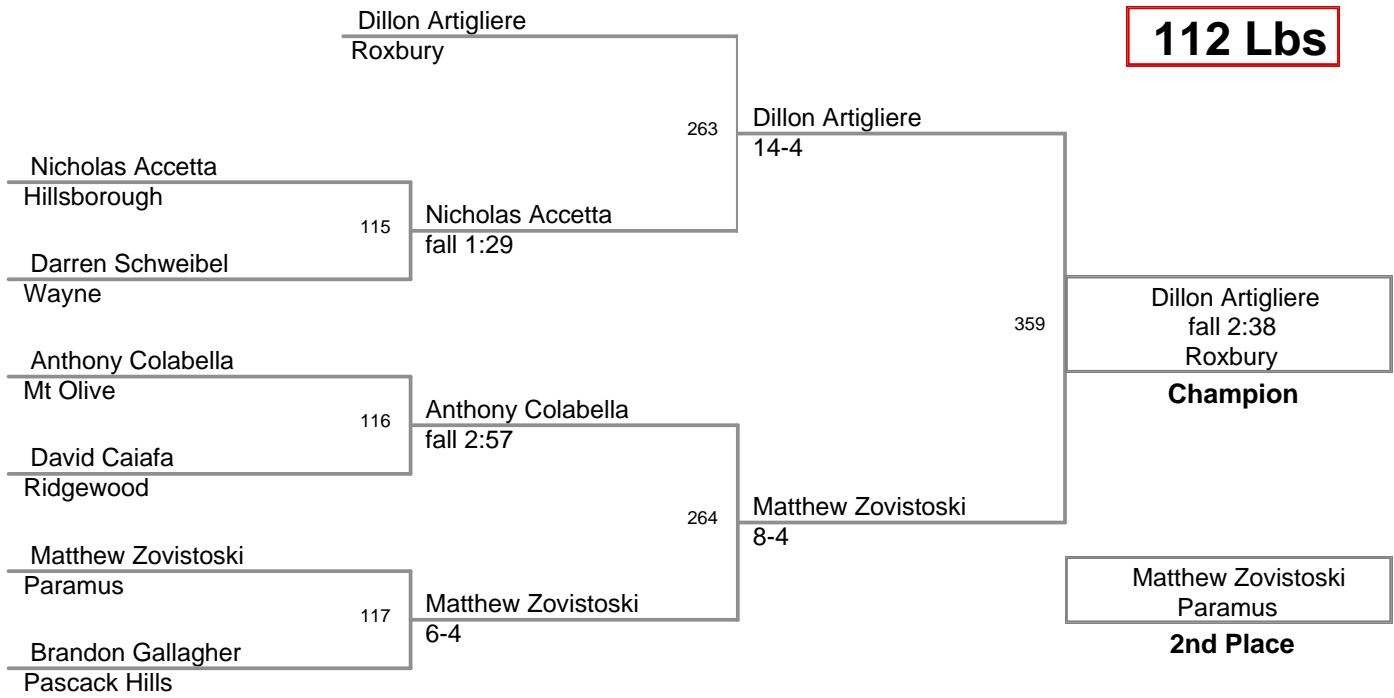 Dillon Artigliere
Roxbury
112 Lbs
263
Dillon Artigliere
14-4
Nicholas Accetta
Hillsborough
115
Nicholas Accetta
fall 1:29
Darren Schweibel
Wayne
359
Dillon Artigliere
fall 2:38
Roxbury
Champion
Anthony Colabella
Mt Olive
116
Anthony Colabella
fall 2:57
David Caiafa
Ridgewood
264
Matthew Zovistoski
8-4
Matthew Zovistoski
Paramus
117
Matthew Zovistoski
6-4
Brandon Gallagher
Pascack Hills
Matthew Zovistoski
Paramus
2nd Place